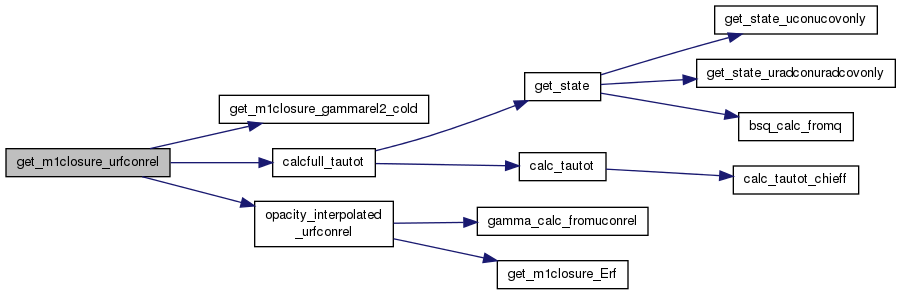 get_state_uconucovonly
get_state_uradconuradcovonly
get_state
get_m1closure_gammarel2_cold
bsq_calc_fromq
get_m1closure_urfconrel
calcfull_tautot
calc_tautot
calc_tautot_chieff
opacity_interpolated
_urfconrel
gamma_calc_fromuconrel
get_m1closure_Erf